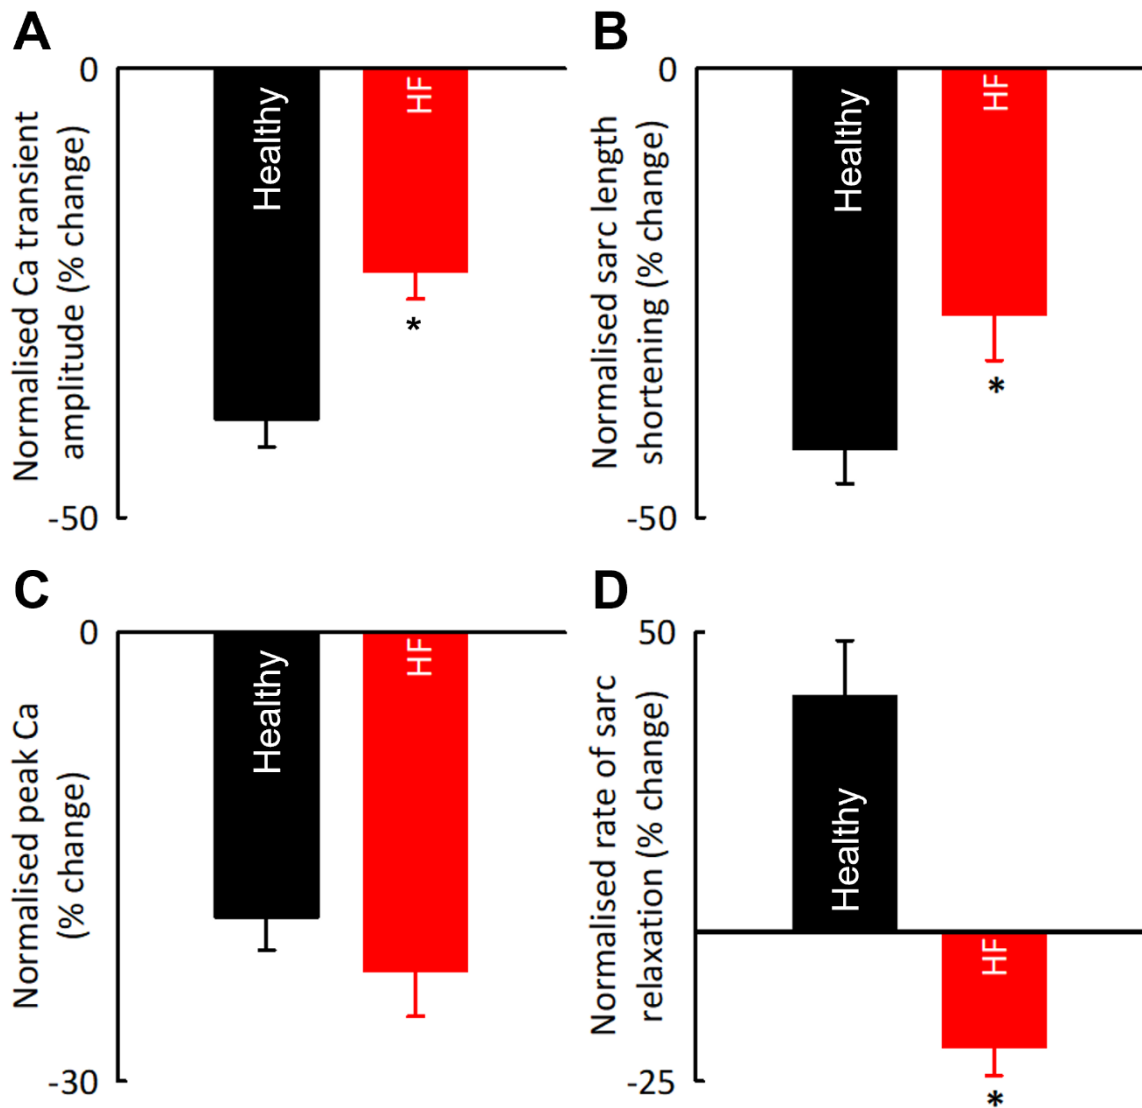 A
0
Normalised Ca transient
amplitude (% change)
Healthy
HF
*
-50
B
0
Normalised sarc length
shortening (% change)
Healthy
HF
*
-50
C
0
Normalised peak Ca
(% change)
Healthy
HF
-30
D
50
Normalised rate of sarc
relaxation (% change)
Healthy
HF
-25
*